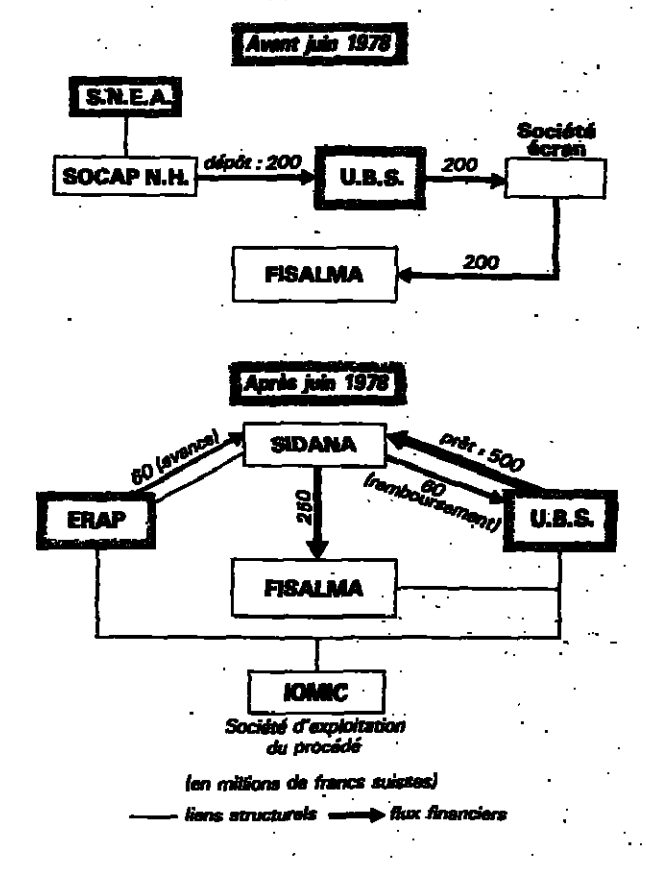 Avant juin 1978
S.N.E.A.
SOCAP N.H.
dépôt : 200
U.B.S.
200
Société
écran
FISALMA
200
Après juin 1978
60 (avance)
SIDANA
prêt : 500
60
(remboursement)
250
ERAP
U.B.S.
FISALMA
IOMIC
Société d'exploitation
du procédé
(en millions de francs suisses)
liens structurels
flux financiers